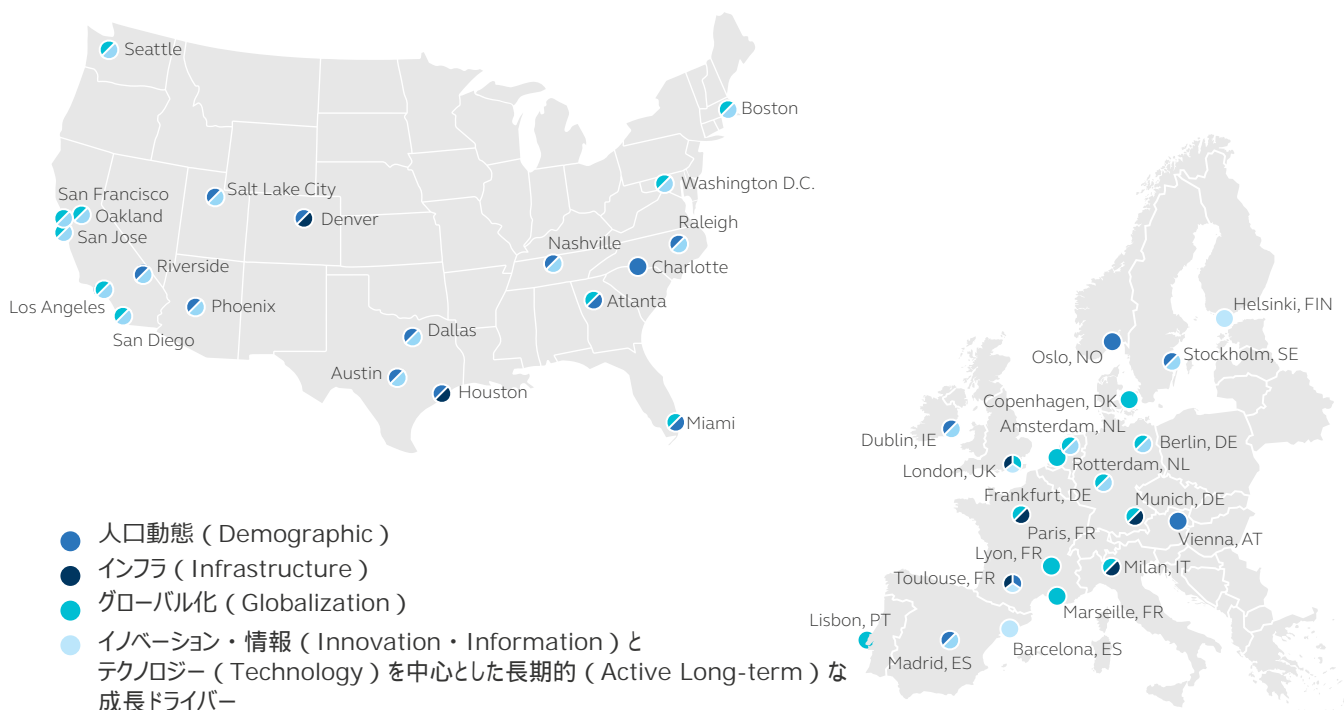 Seattle
Boston
Washington D.C.
San Francisco
Salt Lake City
Oakland
Denver
Raleigh
San Jose
Nashville
Riverside
Charlotte
Los Angeles
Phoenix
Atlanta
San Diego
Dallas
Austin
Houston
Miami
Helsinki, FIN
Oslo, NO
Stockholm, SE
Copenhagen, DK
Amsterdam, NL
Dublin, IE
Berlin, DE
London, UK
Rotterdam, NL
Frankfurt, DE
Munich, DE
Paris, FR
Vienna, AT
Lyon, FR
Milan, IT
Toulouse, FR
Marseille, FR
Lisbon, PT
Madrid, ES
Barcelona, ES
人口動態 ( Demographic )
インフラ ( Infrastructure )
グローバル化 ( Globalization )
イノベーション・情報 ( Innovation・Information ) と
テクノロジー ( Technology ) を中心とした長期的 ( Active Long-term ) な
成長ドライバー